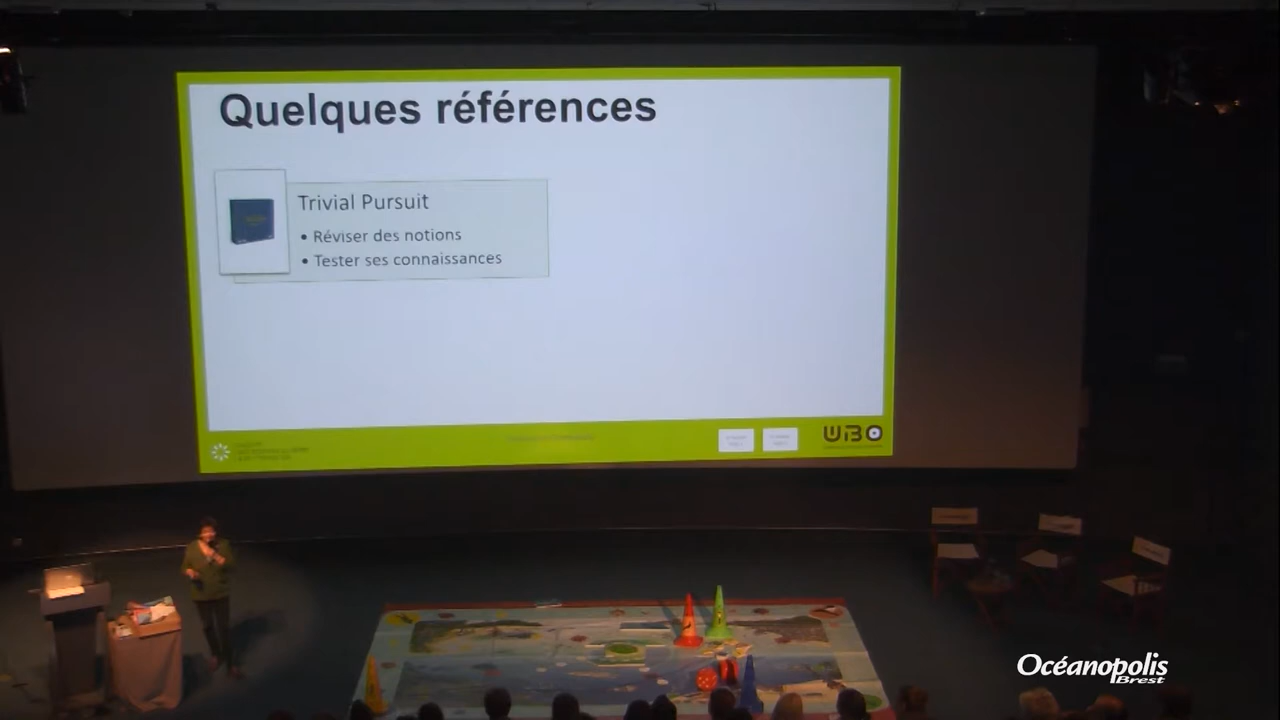 Quelques références
Trivial Pursuit
• Réviser des notions
• Tester ses connaissances
UBO
Océanopolis
Brest